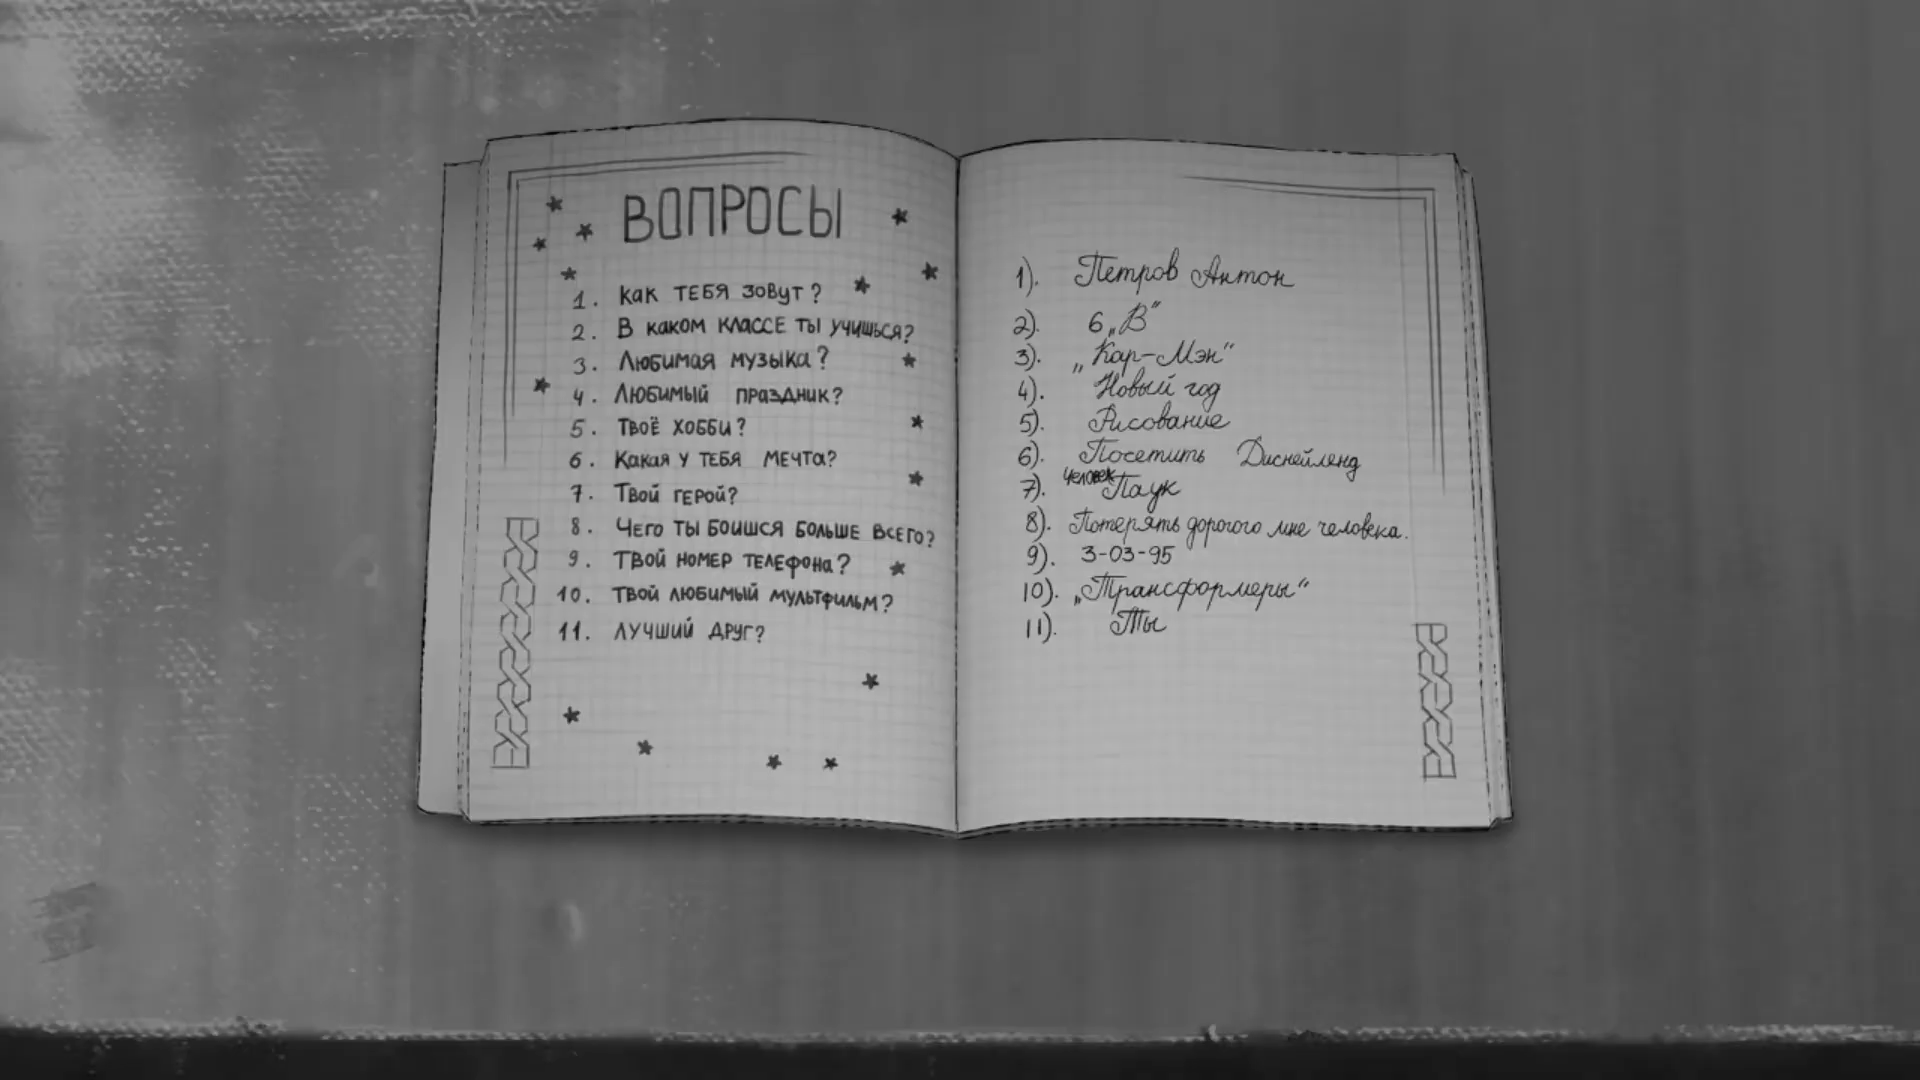 ВОПРОСЫ
1. Как тебя зовут?
2. В каком классе ты учишься?
3. Любимая музыка?
4. Любимый праздник?
5. Твоё хобби?
6. Какая у тебя мечта?
7. Твой герой?
8. Чего ты боишся больше всего?
9. Твой номер телефона?
10. Твой любимый мультфильм?
11. Лучший друг?
1). Петров Антон
2). 6 „В“
3). „Кар-Мэн“
4). Новый год
5). Рисование
6). Посетить Диснейленд
7). Человек Паук
8). Потерять дорогого мне человека.
9). 3-03-95
10). „Трансформеры“
11). Ты